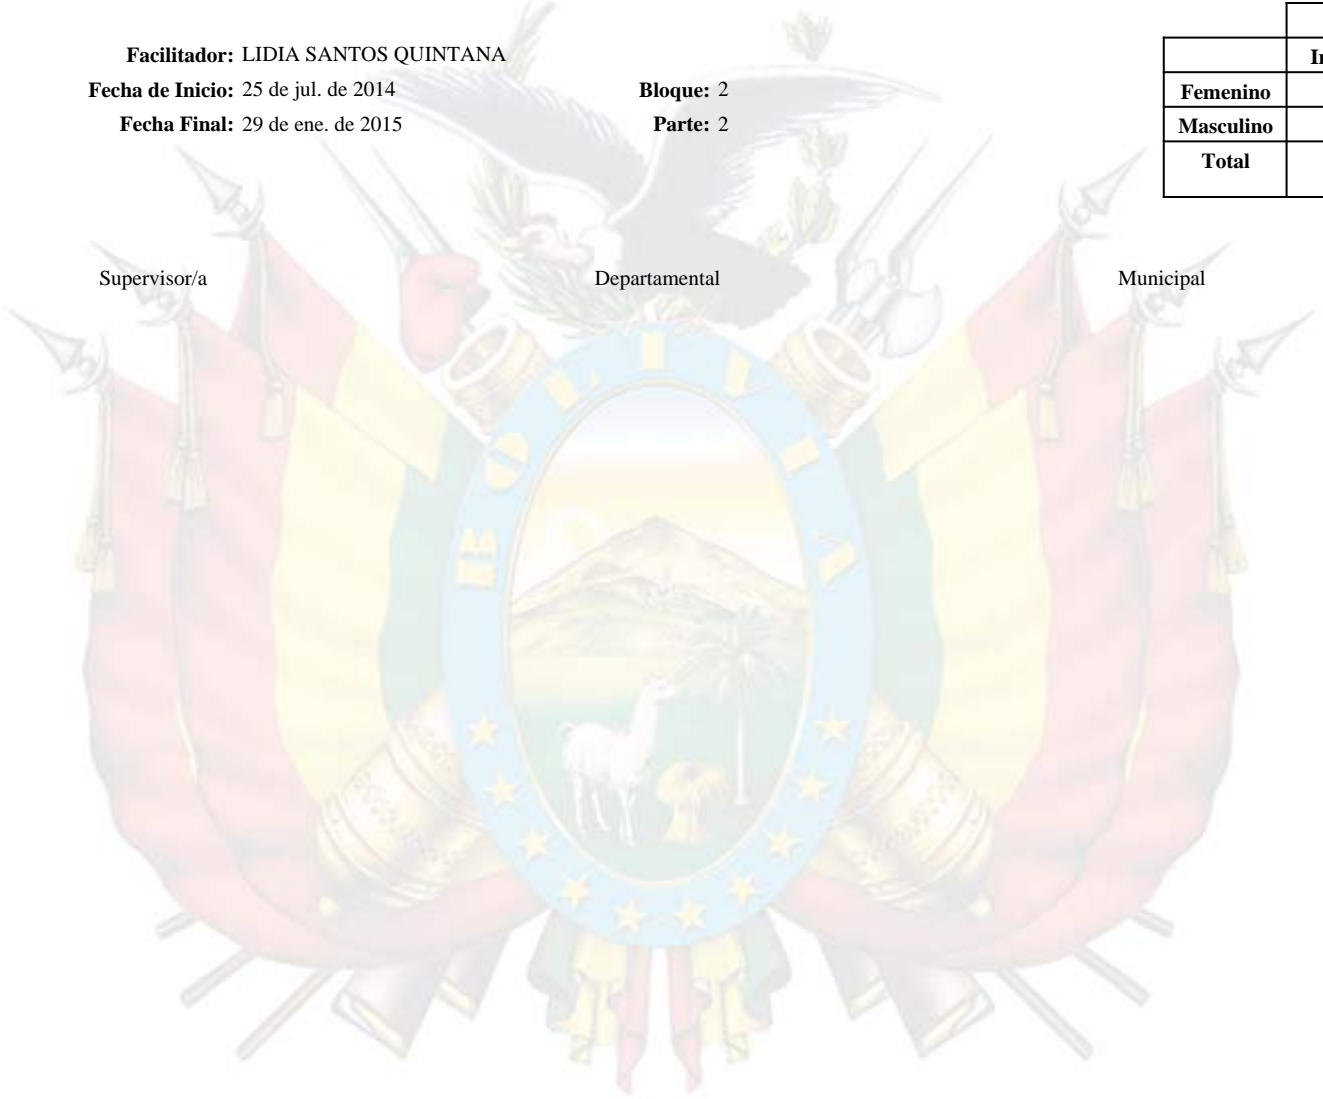 Facilitador: LIDIA SANTOS QUINTANA
Fecha de Inicio: 25 de jul. de 2014 Bloque: 2
Fecha Final: 29 de ene. de 2015 Parte: 2
Femenino
Masculino
Total
Supervisor/a Departamental Municipal
BOLIVIA